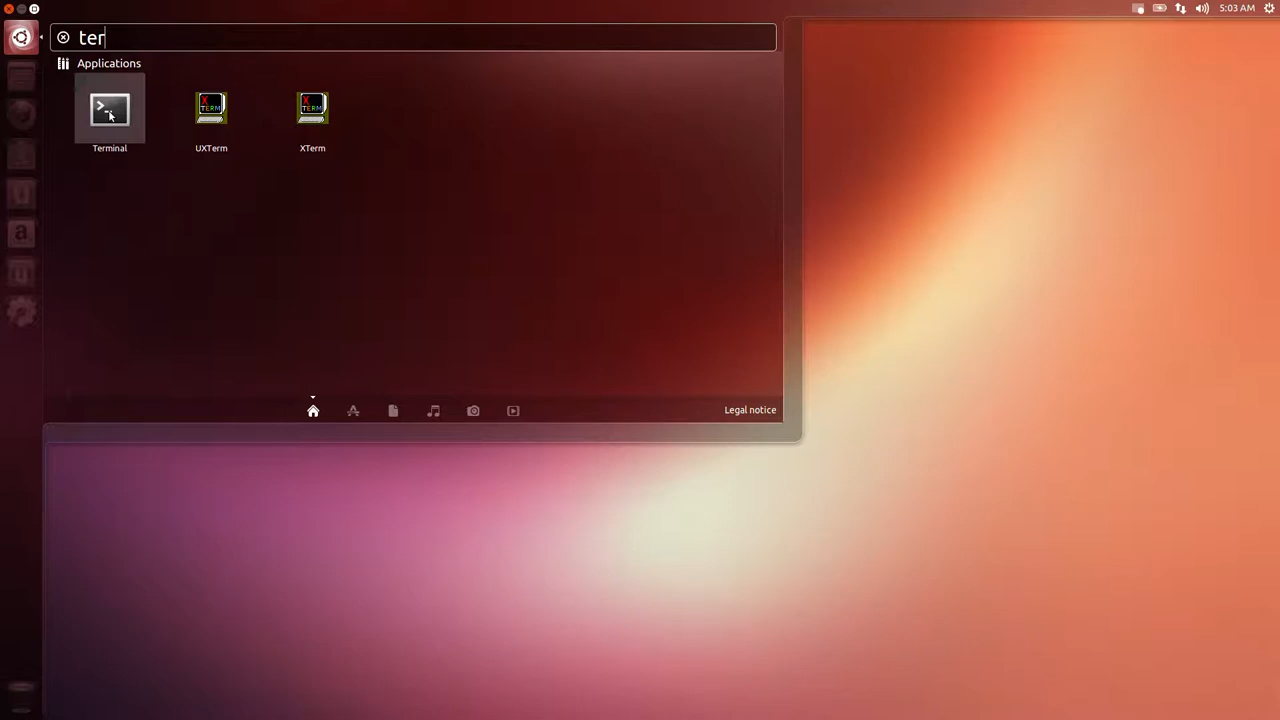 5:03 AM
ter
Applications
Terminal
UXTerm
XTerm
Legal notice